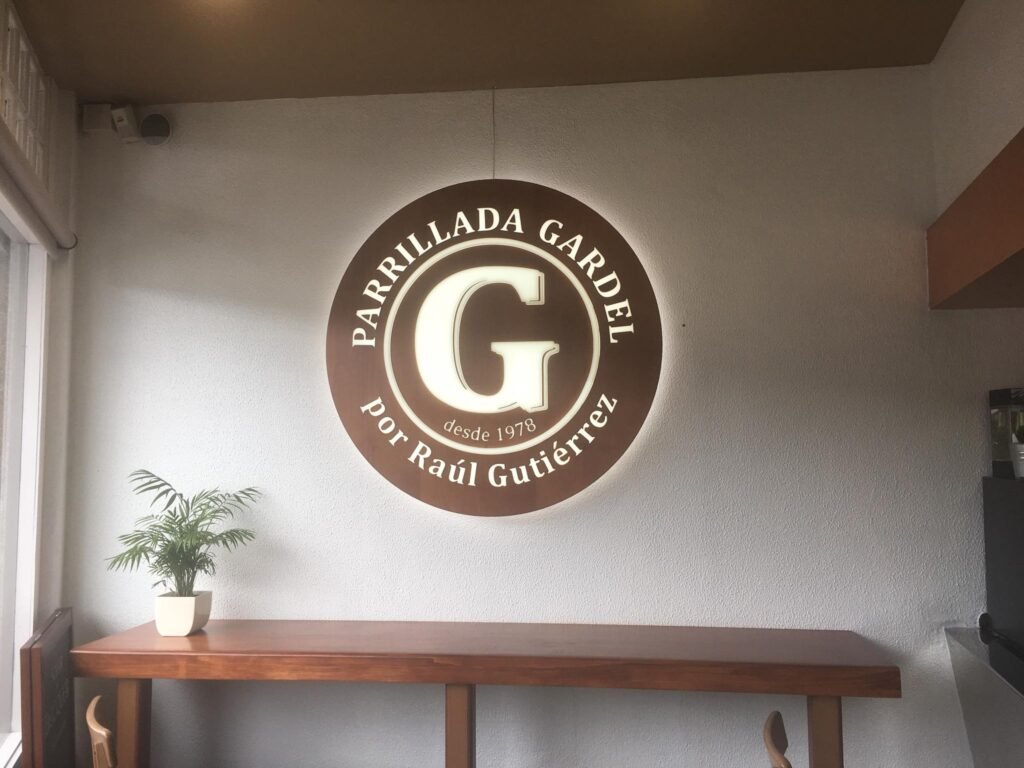 PARRILLADA GARDEL
G
desde 1978
por Raúl Gutiérrez